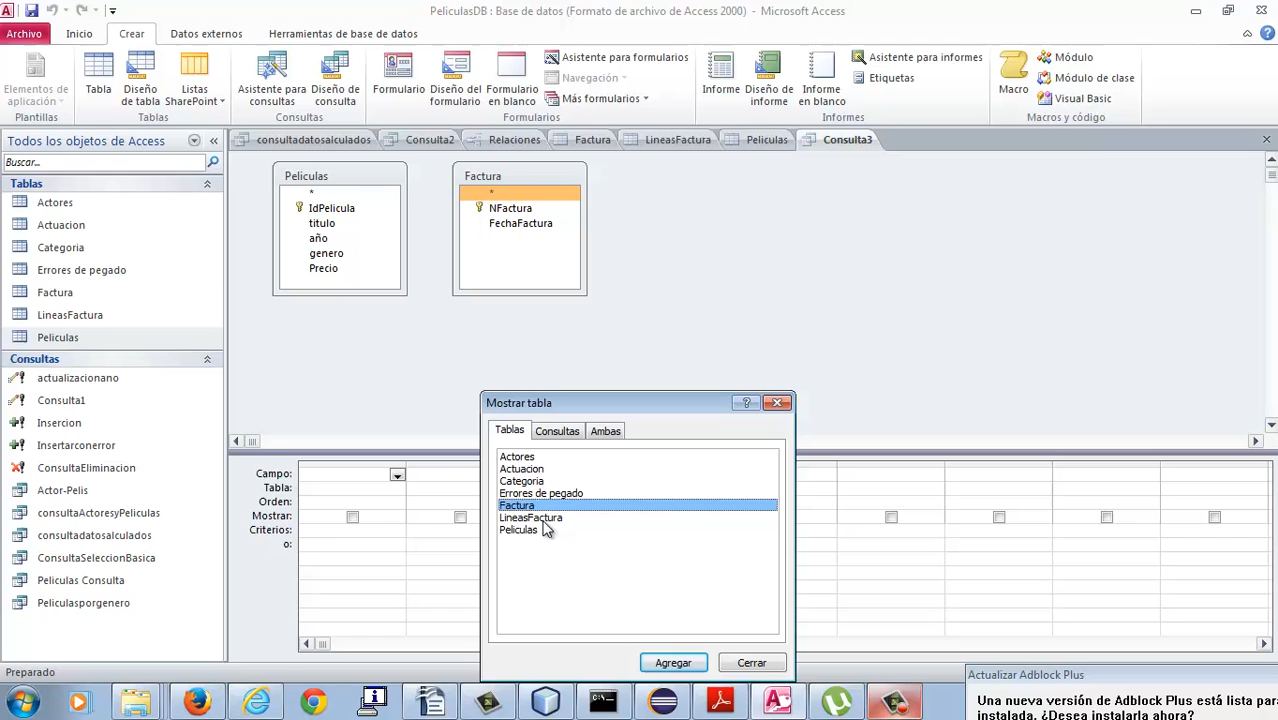 PeliculasDB : Base de datos (Formato de archivo de Access 2000) - Microsoft Access
Archivo Inicio Crear Datos externos Herramientas de base de datos
Elementos de aplicación
Plantillas
Tabla
Diseño de tabla
Listas SharePoint
Tablas
Asistente para consultas
Diseño de consulta
Consultas
Formulario
Diseño del formulario
Formulario en blanco
Asistente para formularios
Navegación
Más formularios
Formularios
Informe
Diseño de informe
Informe en blanco
Asistente para informes
Etiquetas
Informes
Macro
Módulo
Módulo de clase
Visual Basic
Macros y código
Todos los objetos de Access
Buscar...
Tablas
Actores
Actuacion
Categoria
Errores de pegado
Factura
LineasFactura
Peliculas
Consultas
actualizacionano
Consulta1
Insercion
Insertarconerror
ConsultaEliminacion
Actor-Pelis
consultaActoresyPeliculas
consultadatosalculados
ConsultaSeleccionBasica
Peliculas Consulta
Peliculasporgenero
consultadatosalculados Consulta2 Relaciones Factura LineasFactura Peliculas Consulta3
Peliculas
*
IdPelicula
titulo
año
genero
Precio
Factura
*
NFactura
FechaFactura
Campo:
Tabla:
Orden:
Mostrar:
Criterios:
o:
Mostrar tabla
Tablas Consultas Ambas
Actores
Actuacion
Categoria
Errores de pegado
Factura
LineasFactura
Peliculas
Agregar Cerrar
Preparado
Actualizar Adblock Plus
Una nueva versión de Adblock Plus está lista para
instalada. ¿Desea instalarla ahora?